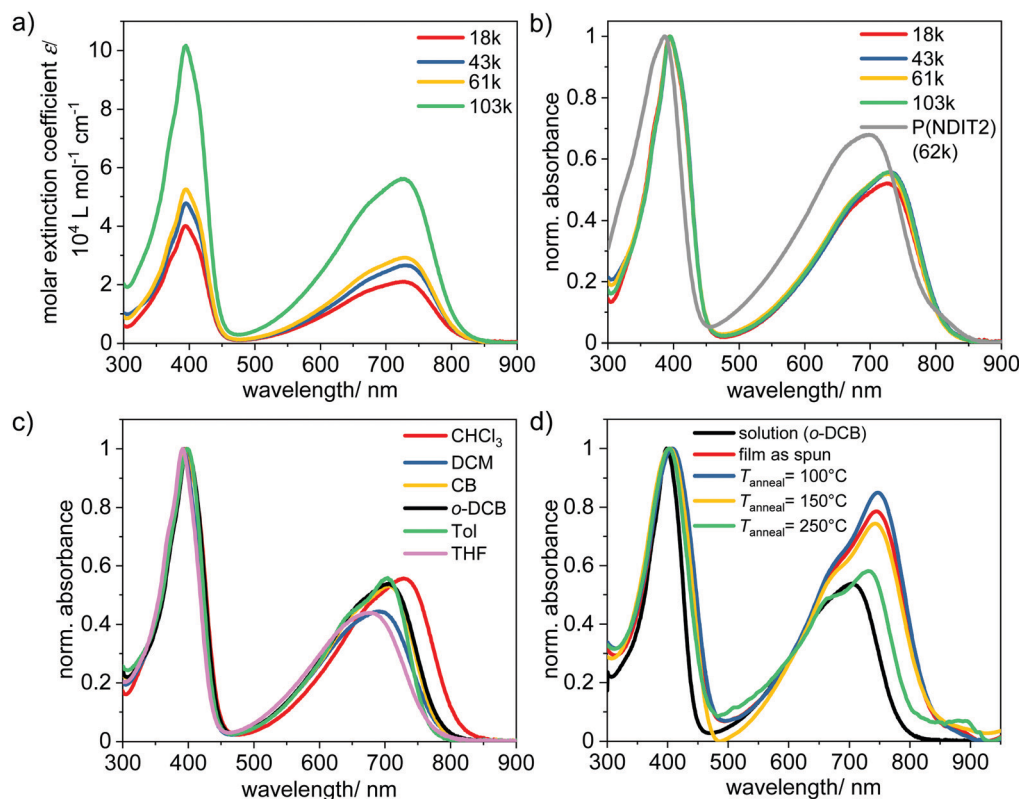 a)
molar extinction coefficient ε/
10⁴ L mol⁻¹ cm⁻¹
10
8
6
4
2
0
18k
43k
61k
103k
300 400 500 600 700 800 900
wavelength/ nm
b)
norm. absorbance
1
0.8
0.6
0.4
0.2
0
18k
43k
61k
103k
P(NDIT2)
(62k)
300 400 500 600 700 800 900
wavelength/ nm
c)
norm. absorbance
1
0.8
0.6
0.4
0.2
0
CHCl₃
DCM
CB
o-DCB
Tol
THF
300 400 500 600 700 800 900
wavelength/ nm
d)
norm. absorbance
1
0.8
0.6
0.4
0.2
0
solution (o-DCB)
film as spun
Tanneal= 100°C
Tanneal= 150°C
Tanneal= 250°C
300 400 500 600 700 800 900
wavelength/ nm